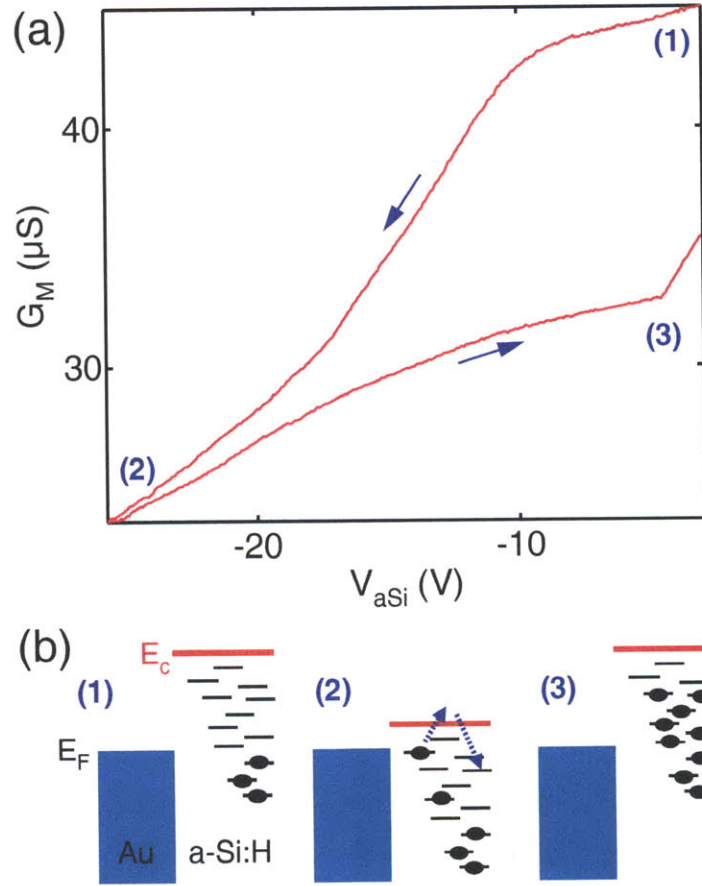 (a)
(1)
40
G_M (µS)
30
(3)
(2)
-20
-10
V_aSi (V)
(b)
E_c
(1)
(2)
(3)
E_F
Au
a-Si:H